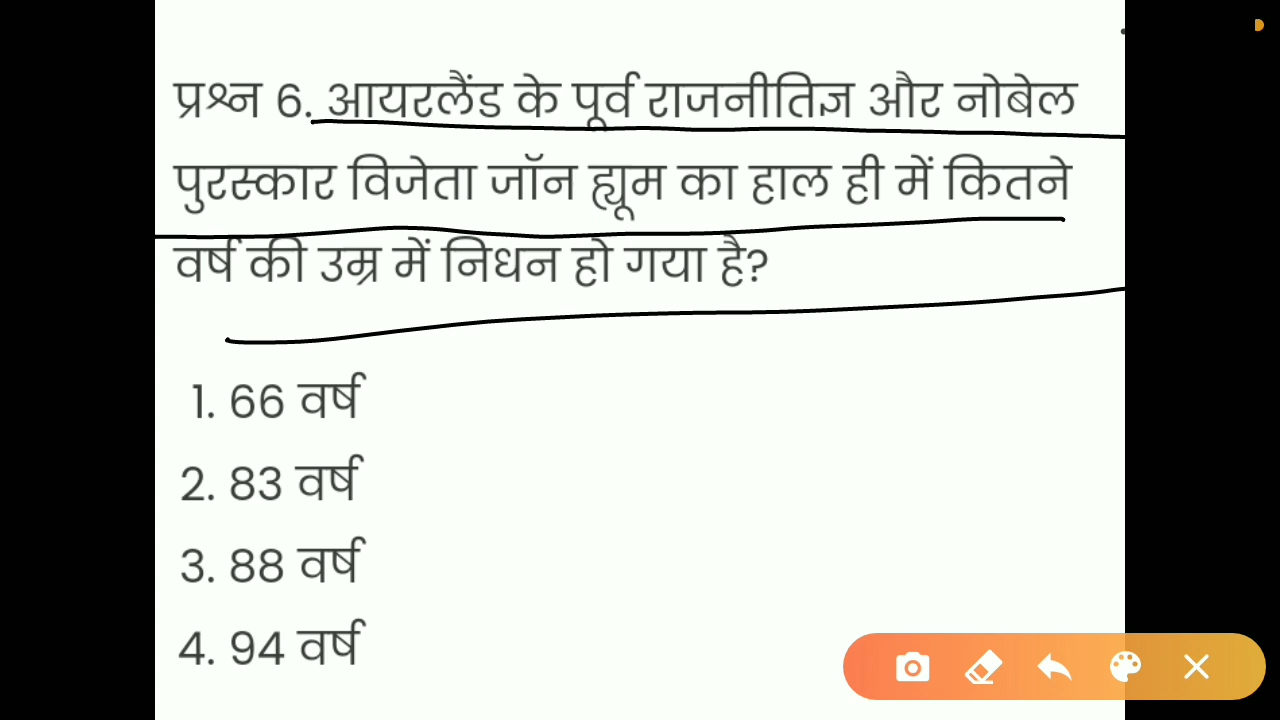 प्रश्न 6. आयरलैंड के पूर्व राजनीतिज्ञ और नोबेल
पुरस्कार विजेता जॉन ह्यूम का हाल ही में कितने
वर्ष की उम्र में निधन हो गया है?
1. 66 वर्ष
2. 83 वर्ष
3. 88 वर्ष
4. 94 वर्ष